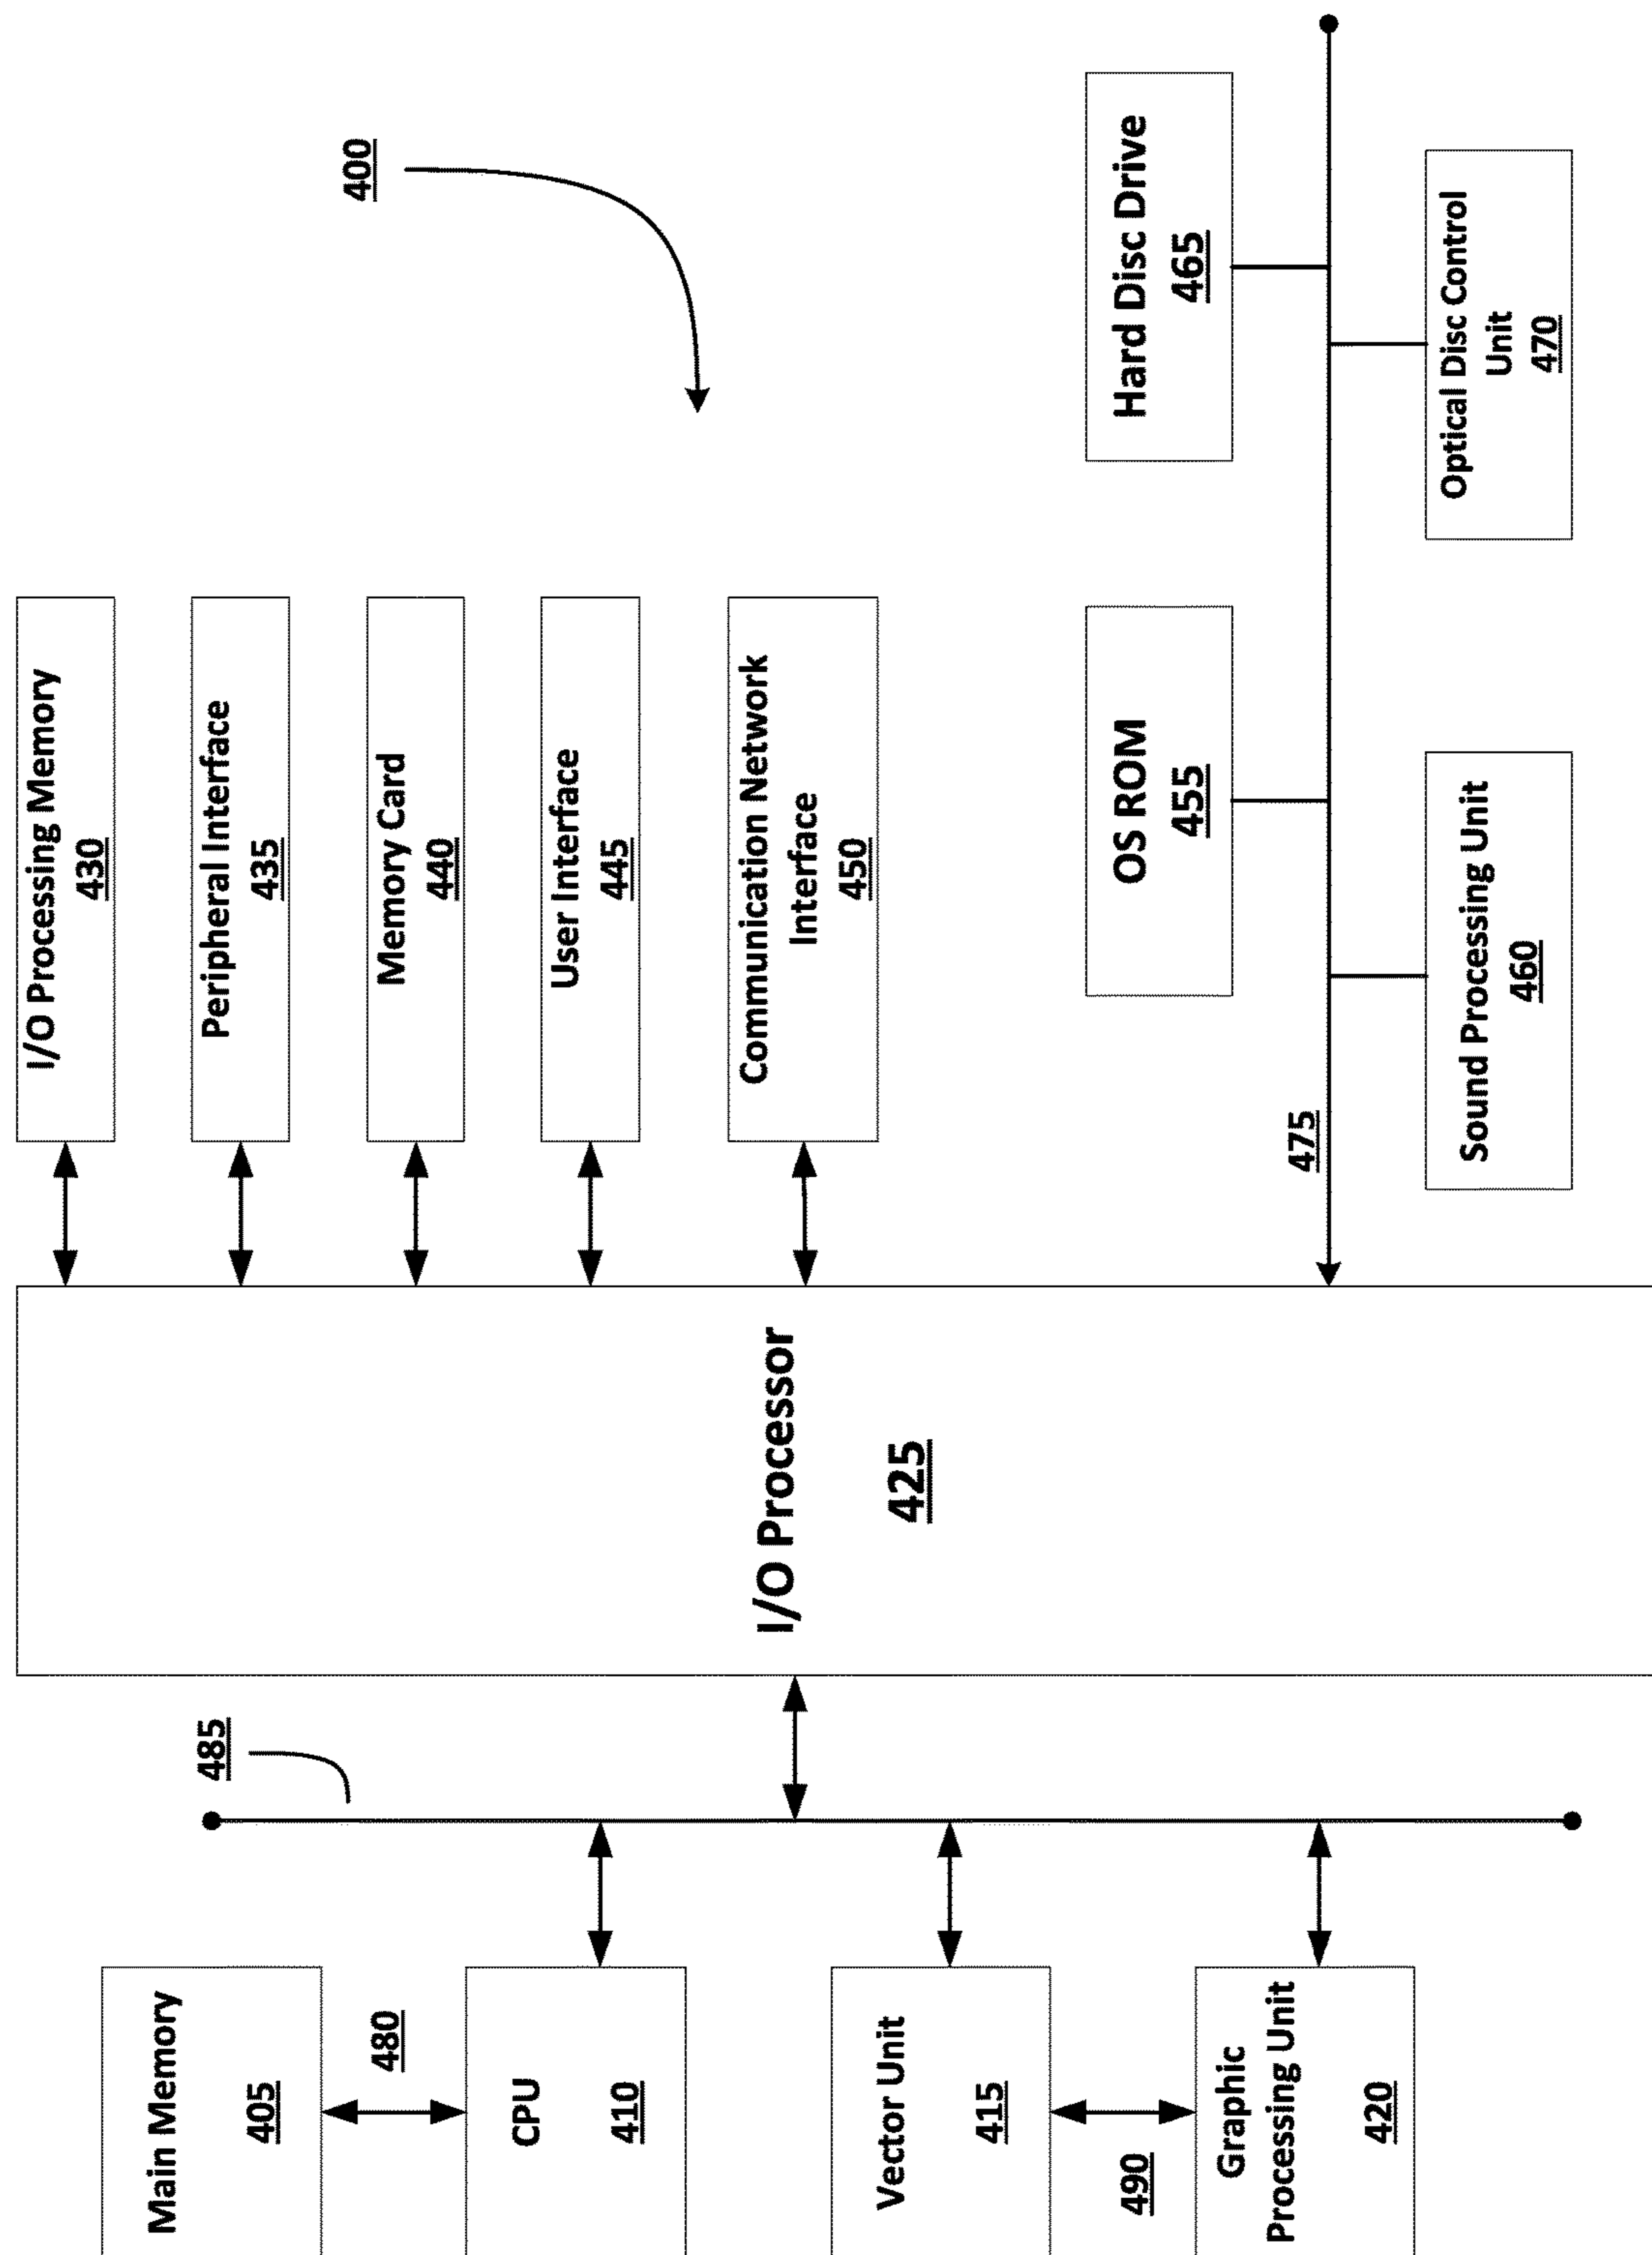 400
I/O Processing Memory
430
Peripheral Interface
435
Memory Card
440
User Interface
445
Communication Network
Interface
450
Hard Disc Drive
465
OS ROM
455
Optical Disc Control
Unit
470
Sound Processing Unit
460
475
I/O Processor
425
485
Main Memory
405
480
CPU
410
Vector Unit
415
490
Graphic
Processing Unit
420